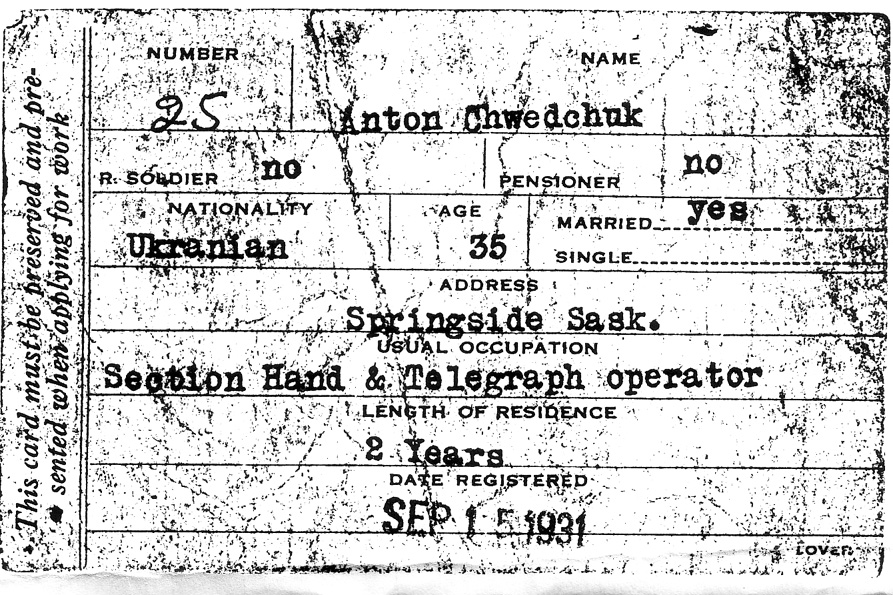 This card must be preserved and pre-
sented when applying for work
NUMBER
25
NAME
Anton Chwedchuk
R. SOLDIER no
PENSIONER no
NATIONALITY
Ukranian
AGE
35
MARRIED yes
SINGLE
ADDRESS
Springside Sask.
USUAL OCCUPATION
Section Hand & Telegraph operator
LENGTH OF RESIDENCE
2 Years
DATE REGISTERED
SEP 15 1931
(OVER)